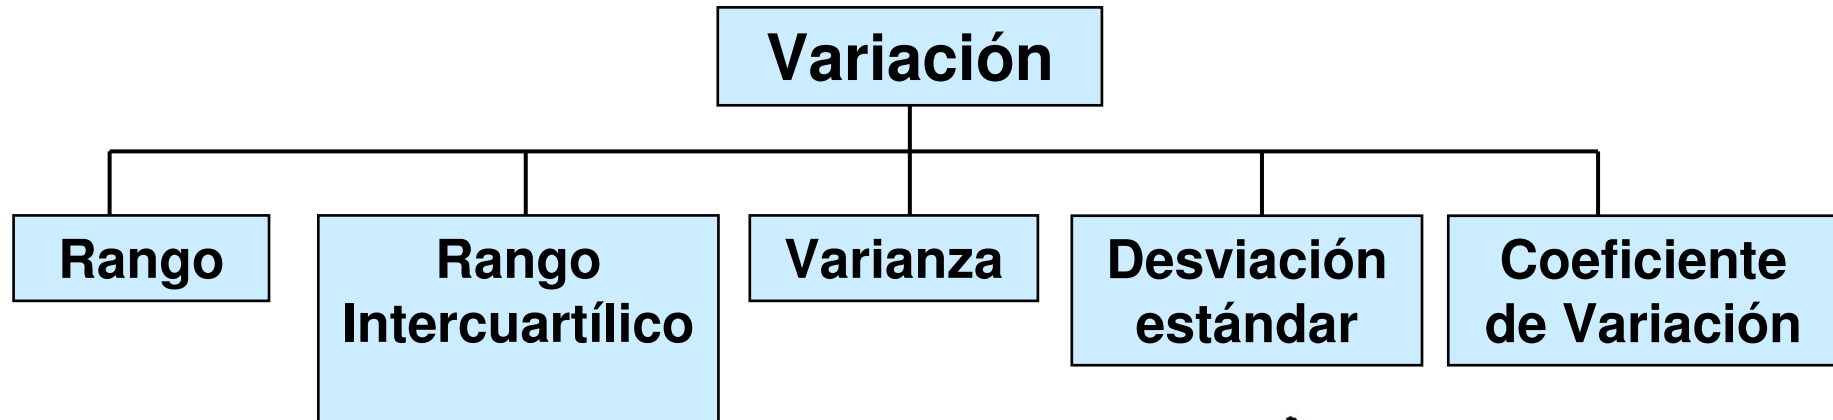 Variación
Rango
Rango
Intercuartílico
Varianza
Desviación
estándar
Coeficiente
de Variación